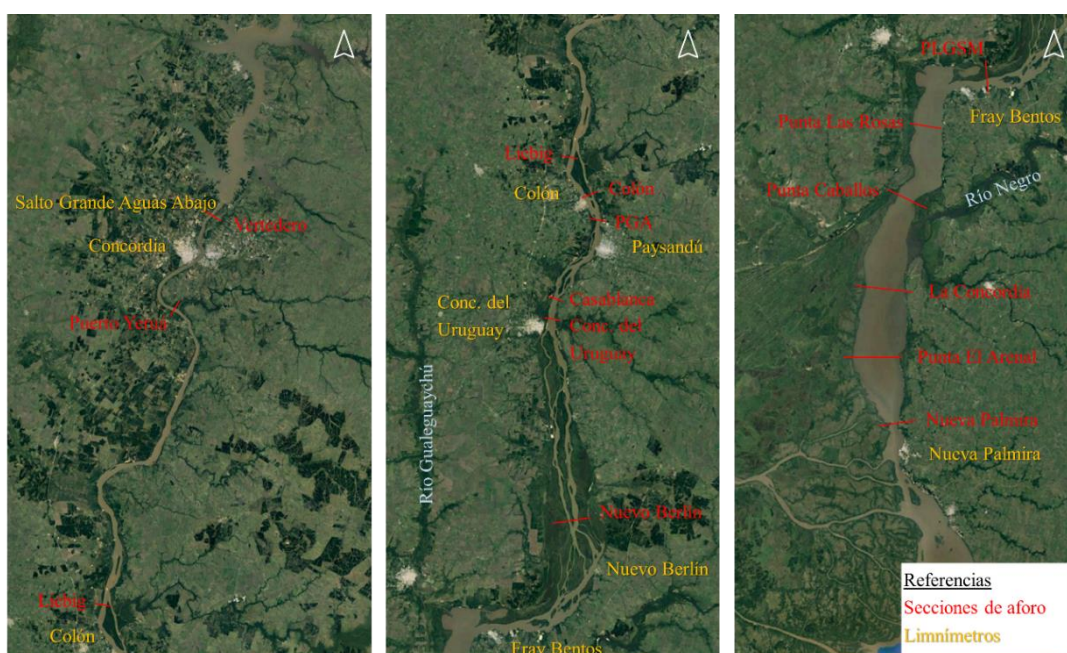 Salto Grande Aguas Abajo
Vertedero
Concordia
Puerto Yeruá
Liebig
Colón
Liebig
Colón
Colón
PGA
Paysandú
Casablanca
Conc. del
Uruguay
Conc. del
Uruguay
Río Gualeguaychú
Nuevo Berlín
Nuevo Berlín
Fray Bentos
PLGSM
Fray Bentos
Punta Las Rosas
Punta Caballos
Río Negro
La Concordia
Punta El Arenal
Nueva Palmira
Nueva Palmira
Referencias
Secciones de aforo
Limnímetros